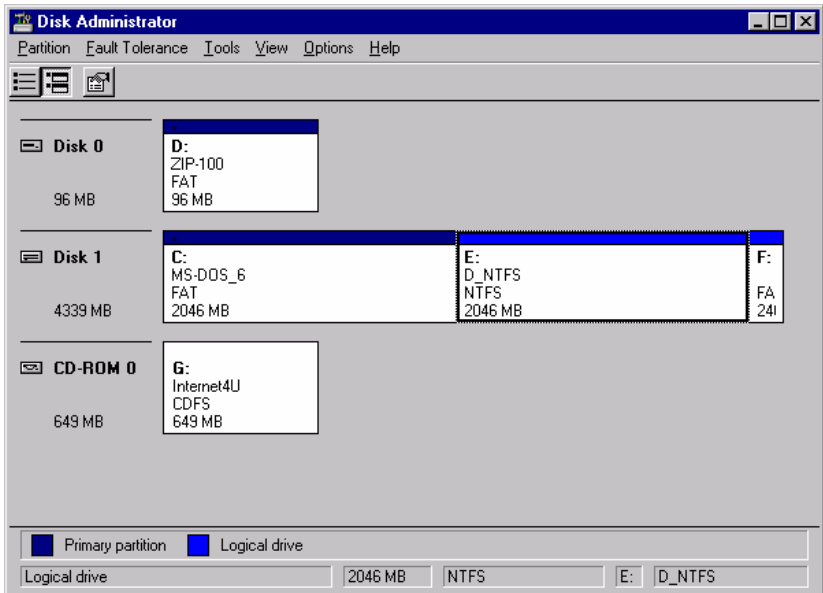 Disk Administrator
Partition Fault Tolerance Tools View Options Help
Disk 0
96 MB
D:
ZIP-100
FAT
96 MB
Disk 1
4339 MB
C:
MS-DOS_6
FAT
2046 MB
E:
D_NTFS
NTFS
2046 MB
F:
FA
CD-ROM 0
649 MB
G:
Internet4U
CDFS
649 MB
Primary partition Logical drive
Logical drive 2046 MB NTFS E: D_NTFS